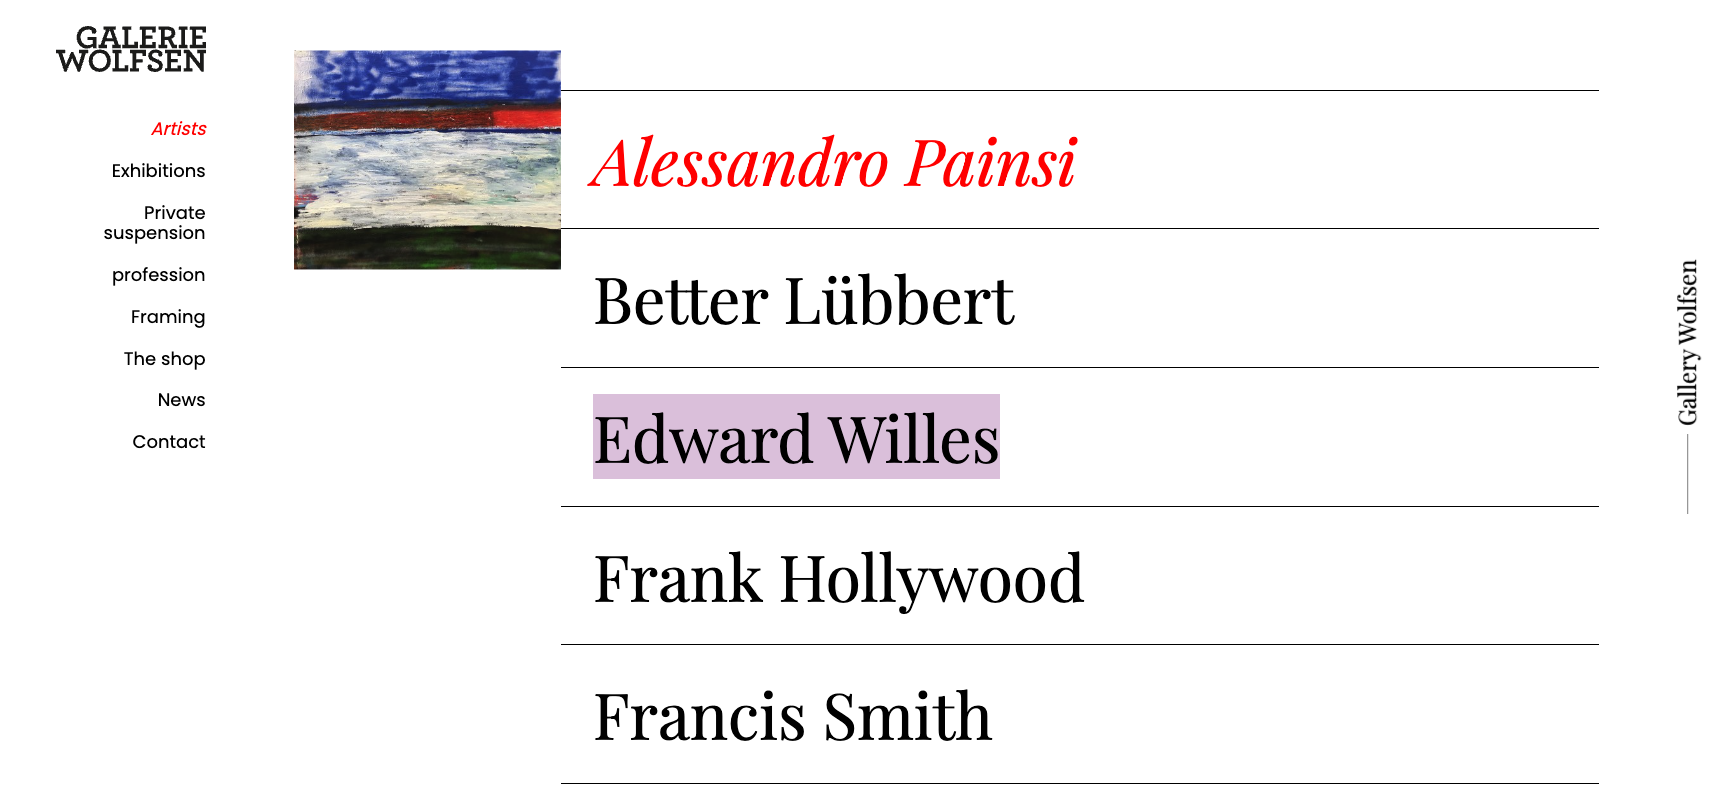 GALERIE
WOLFSEN
Artists
Exhibitions
Private
suspension
profession
Framing
The shop
News
Contact
Alessandro Painsi
Better Lübbert
Edward Willes
Frank Hollywood
Francis Smith
Gallery Wolfsen